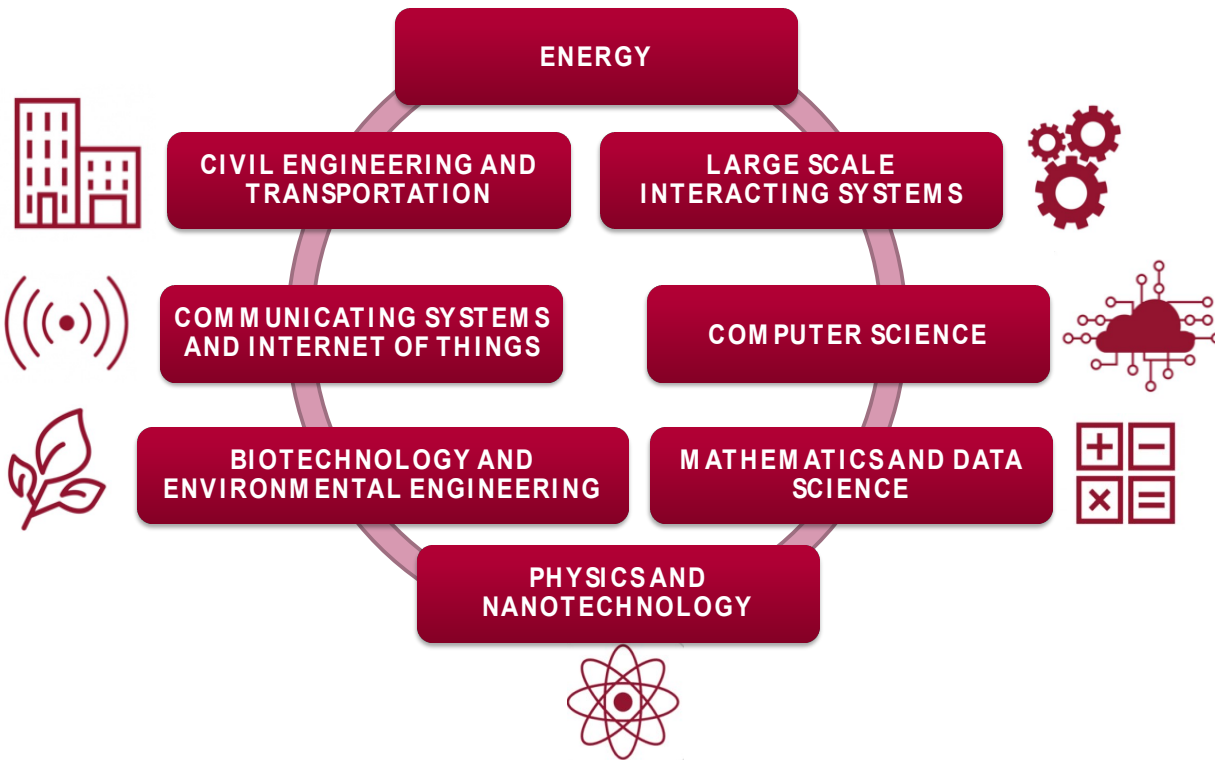 ENERGY
CIVIL ENGINEERING AND
TRANSPORTATION
LARGE SCALE
INTERACTING SYSTEMS
COMMUNICATING SYSTEMS
AND INTERNET OF THINGS
COMPUTER SCIENCE
BIOTECHNOLOGY AND
ENVIRONMENTAL ENGINEERING
MATHEMATICS AND DATA
SCIENCE
PHYSICS AND
NANOTECHNOLOGY